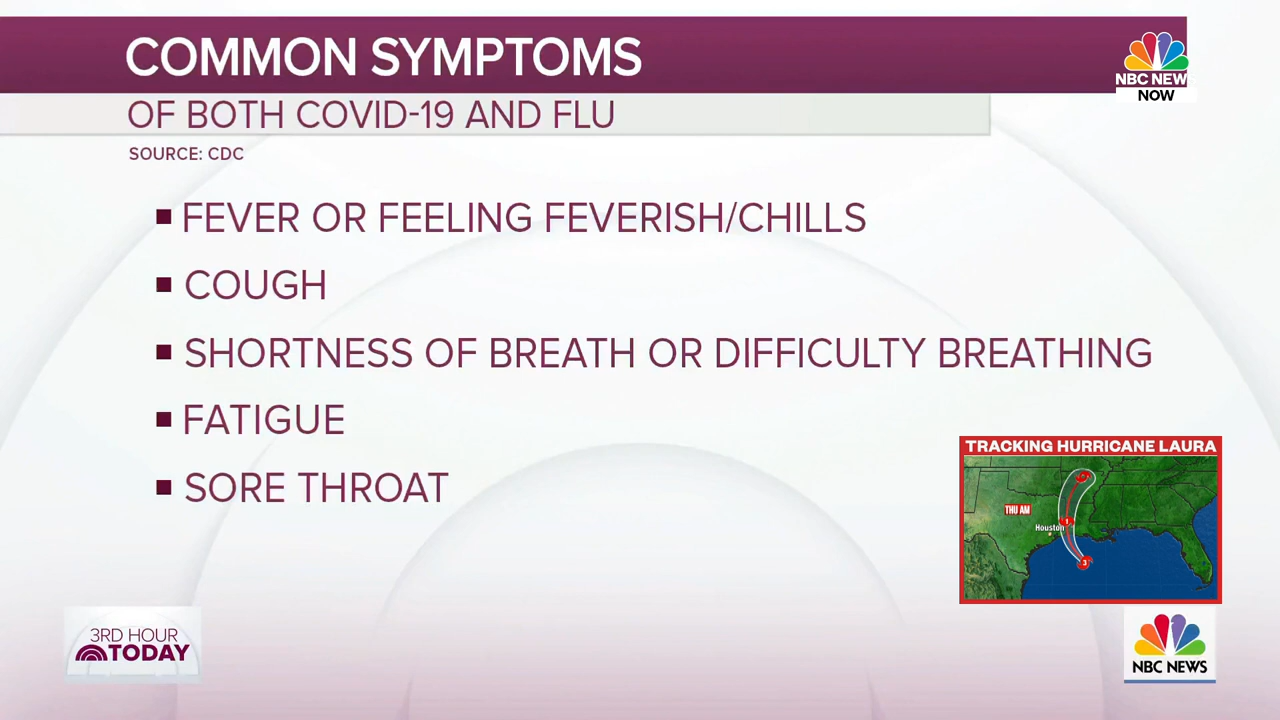 COMMON SYMPTOMS
NBC NEWS
NOW
OF BOTH COVID-19 AND FLU
SOURCE: CDC
FEVER OR FEELING FEVERISH/CHILLS
COUGH
SHORTNESS OF BREATH OR DIFFICULTY BREATHING
FATIGUE
SORE THROAT
TRACKING HURRICANE LAURA
THU AM
Houston
1
3
3RD HOUR
TODAY
NBC NEWS